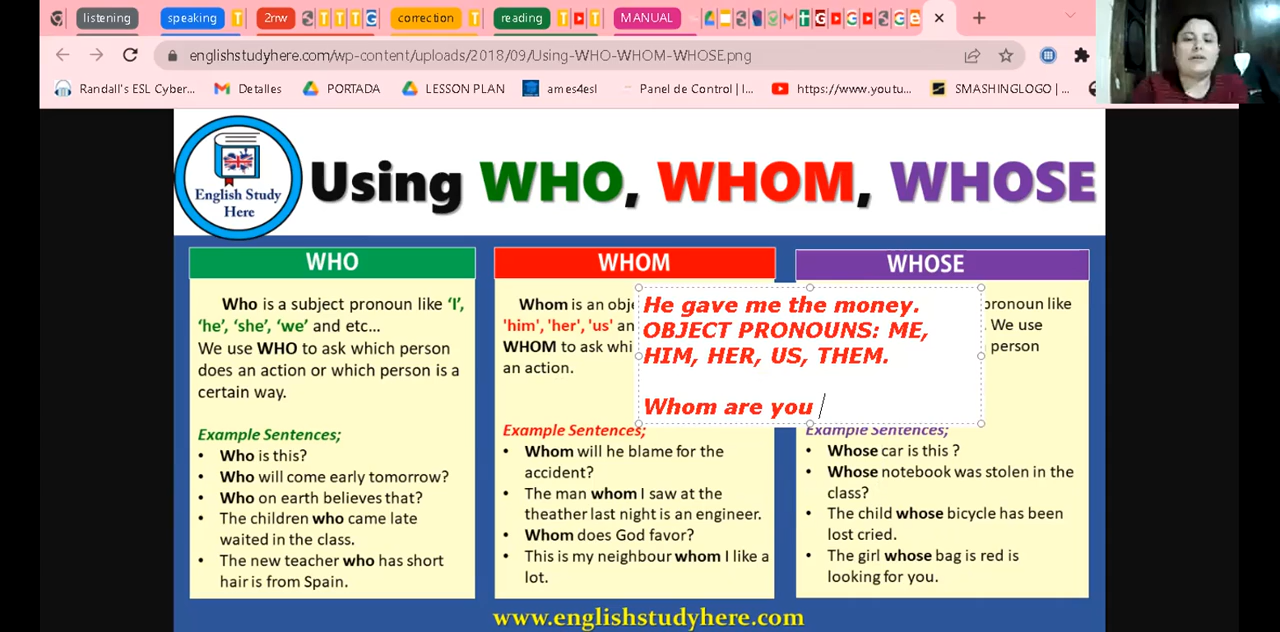 listening
speaking
T
2rrw
T
T
T
G
correction
T
reading
T
T
MANUAL
englishstudyhere.com/wp-content/uploads/2018/09/Using-WHO-WHOM-WHOSE.png
Randall's ESL Cyber...
Detalles
PORTADA
LESSON PLAN
ames4esl
Panel de Control | I...
https://www.youtu...
SMASHINGLOGO | ...
English Study
Here
Using WHO, WHOM, WHOSE
WHO
Who is a subject pronoun like ‘I’,
‘he’, ‘she’, ‘we’ and etc...
We use WHO to ask which person
does an action or which person is a
certain way.
Example Sentences;
• Who is this?
• Who will come early tomorrow?
• Who on earth believes that?
• The children who came late
waited in the class.
• The new teacher who has short
hair is from Spain.
WHOM
Whom is an obje
'him', 'her', 'us' an
WHOM to ask whi
an action.
He gave me the money.
OBJECT PRONOUNS: ME,
HIM, HER, US, THEM.
Whom are you
Example Sentences;
• Whom will he blame for the
accident?
• The man whom I saw at the
theather last night is an engineer.
• Whom does God favor?
• This is my neighbour whom I like a
lot.
WHOSE
pronoun like
. We use
person
Example Sentences;
• Whose car is this ?
• Whose notebook was stolen in the
class?
• The child whose bicycle has been
lost cried.
• The girl whose bag is red is
looking for you.
www.englishstudyhere.com